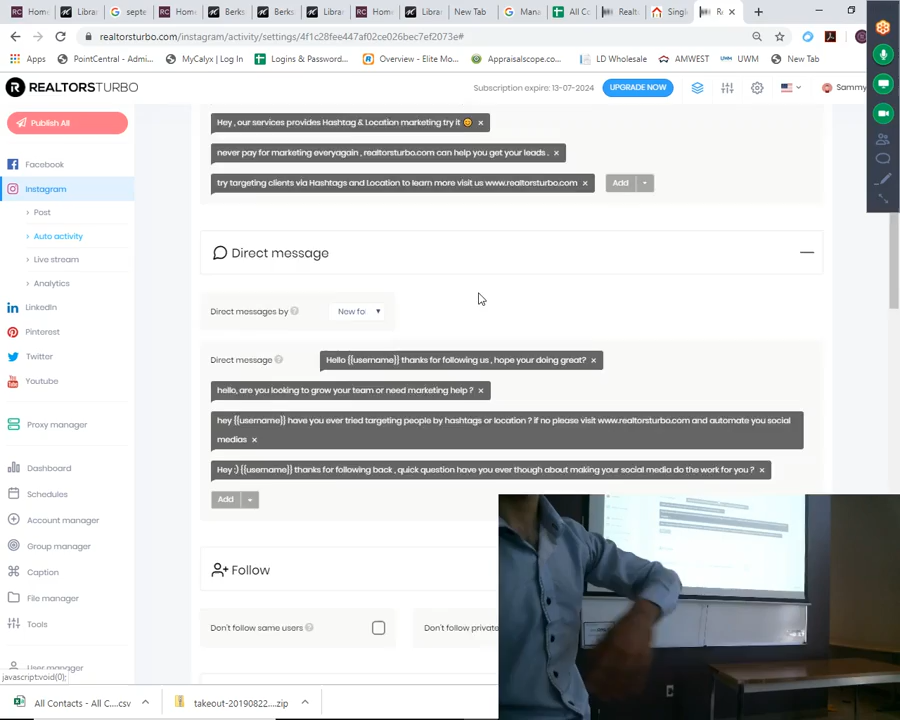 Hom
Librar
septe
Home
Berks
Berks
Librar
Home
Librar
New Tab
Mana
All Co
Realt
Singl
R
realtorsturbo.com/instagram/activity/settings/4f1c28fee447af02ce026bec7ef2073e#
Apps
PointCentral - Admi...
MyCalyx | Log In
Logins & Password...
Overview - Elite Mo...
Appraisalscope.co...
LD Wholesale
AMWEST
UWM
New Tab
REALTORSTURBO
Subscription expire: 13-07-2024
UPGRADE NOW
Sammy
Publish All
Facebook
Instagram
Post
Auto activity
Live stream
Analytics
LinkedIn
Pinterest
Twitter
Youtube
Proxy manager
Dashboard
Schedules
Account manager
Group manager
Caption
File manager
Tools
User manager
javascript:void(0);
Hey , our services provides Hashtag & Location marketing try it 😀 ×
never pay for marketing everyagain , realtorsturbo.com can help you get your leads . ×
try targeting clients via Hashtags and Location to learn more visit us www.realtorsturbo.com ×
Add
Direct message
Direct messages by
New fo
Direct message
Hello {{username}} thanks for following us , hope your doing great? ×
hello, are you looking to grow your team or need marketing help ? ×
hey {{username}} have you ever tried targeting people by hashtags or location ? if no please visit www.realtorsturbo.com and automate you social
medias ×
Hey :) {{username}} thanks for following back , quick question have you ever though about making your social media do the work for you ? ×
Add
Follow
Don't follow same users
Don't follow private
All Contacts - All C....csv
takeout-20190822....zip